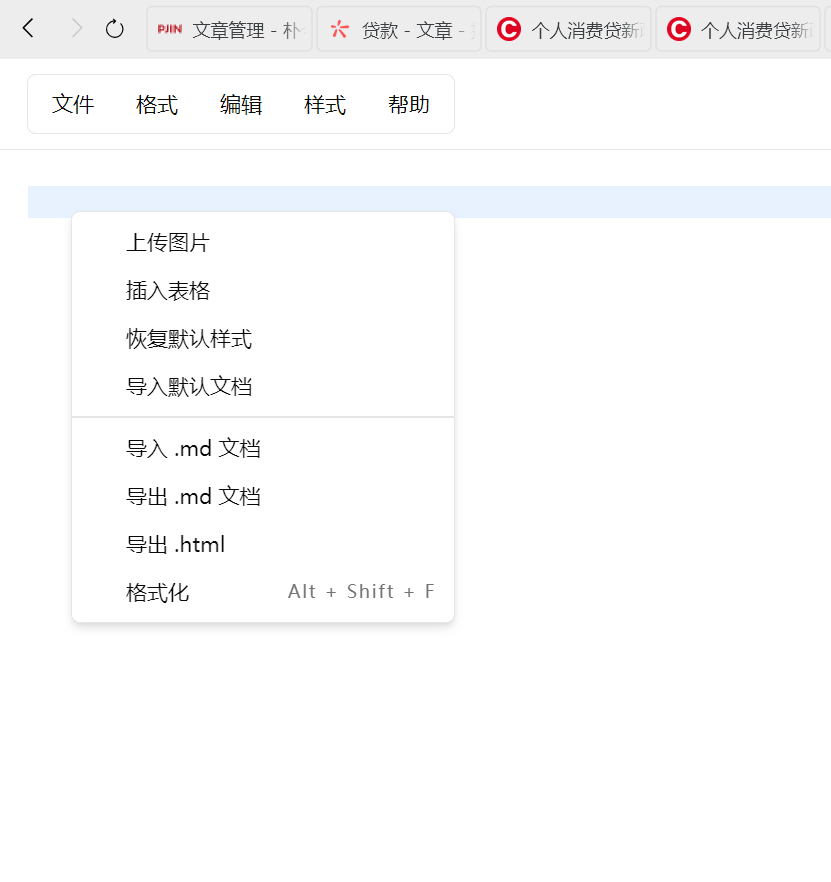 PJIN 文章管理 - 朴
贷款 - 文章 -
个人消费贷新
个人消费贷新
文件 格式 编辑 样式 帮助
上传图片
插入表格
恢复默认样式
导入默认文档
导入 .md 文档
导出 .md 文档
导出 .html
格式化 Alt + Shift + F